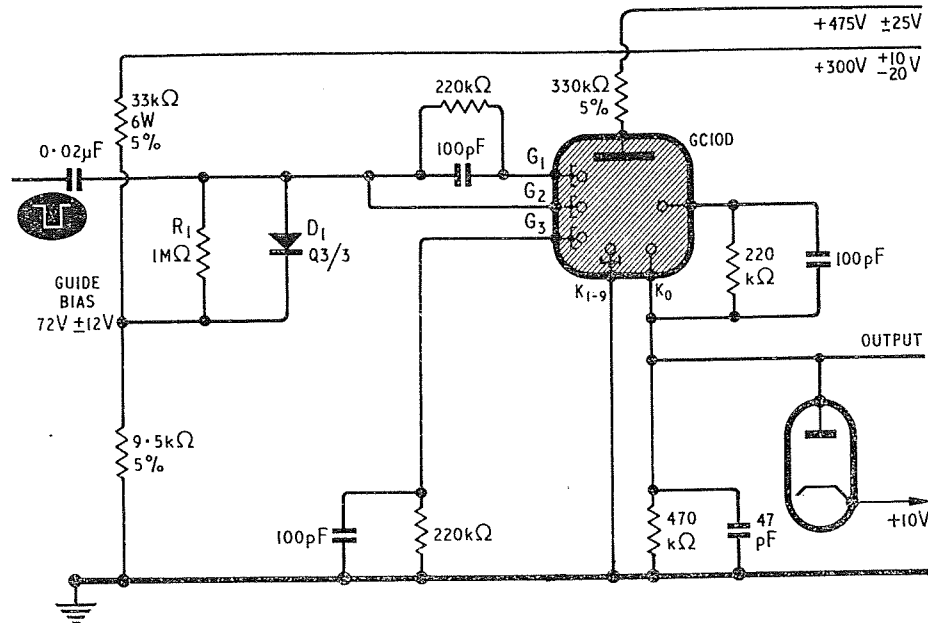 +475V ±25V
+300V +10 -20 V
33kΩ
6W
5%
220kΩ
330kΩ
5%
GC10D
0·02µF
100pF
G1
G2
G3
R1
1MΩ
D1
Q3/3
220
kΩ
100pF
K1-9
K0
GUIDE
BIAS
72V ±12V
OUTPUT
9·5kΩ
5%
100pF
220kΩ
470
kΩ
47
pF
+10V